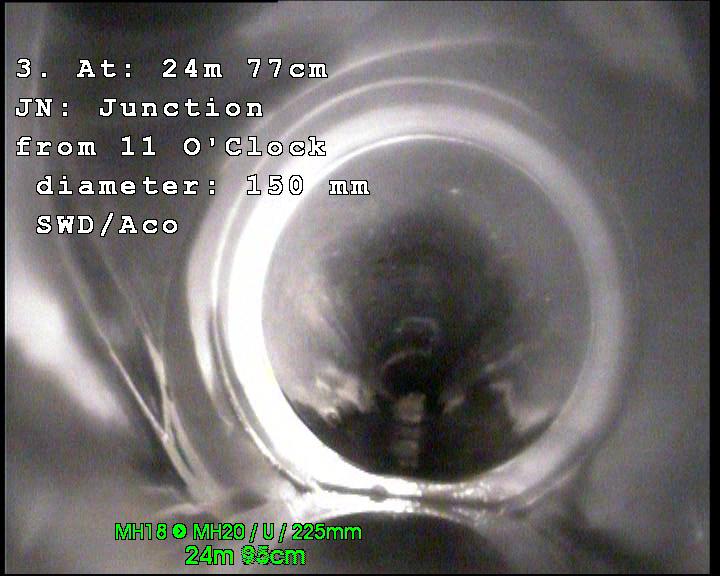 3. At: 24m 77cm
JN: Junction
from 11 O'Clock
diameter: 150 mm
SWD/Aco
MH18 > MH20 / U / 225mm
24m 95cm